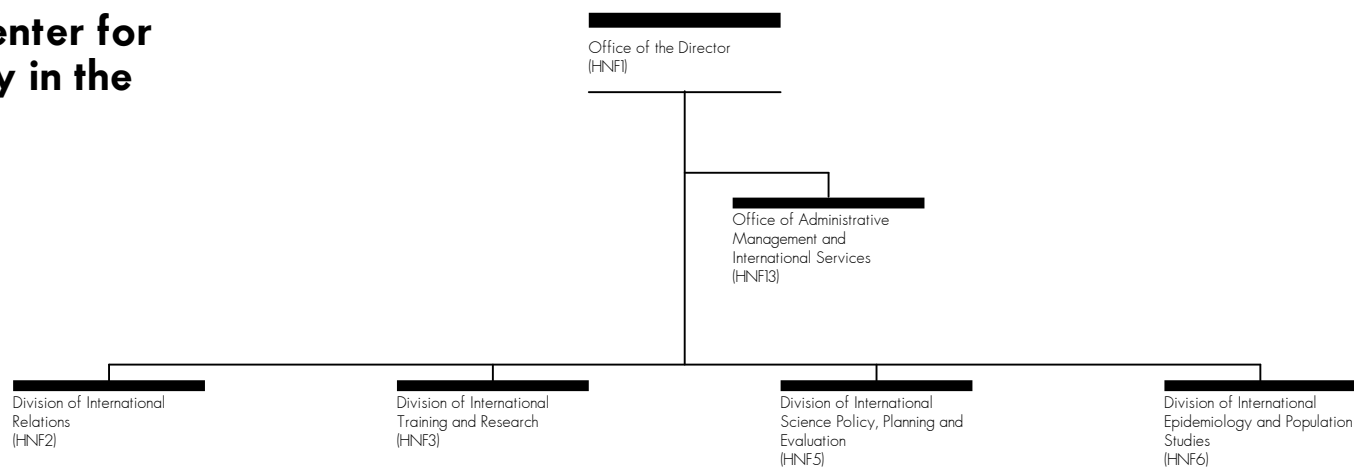 enter for
y in the
Office of the Director
(HNF1)
Office of Administrative
Management and
International Services
(HNF13)
Division of International
Relations
(HNF2)
Division of International
Training and Research
(HNF3)
Division of International
Science Policy, Planning and
Evaluation
(HNF5)
Division of International
Epidemiology and Population
Studies
(HNF6)